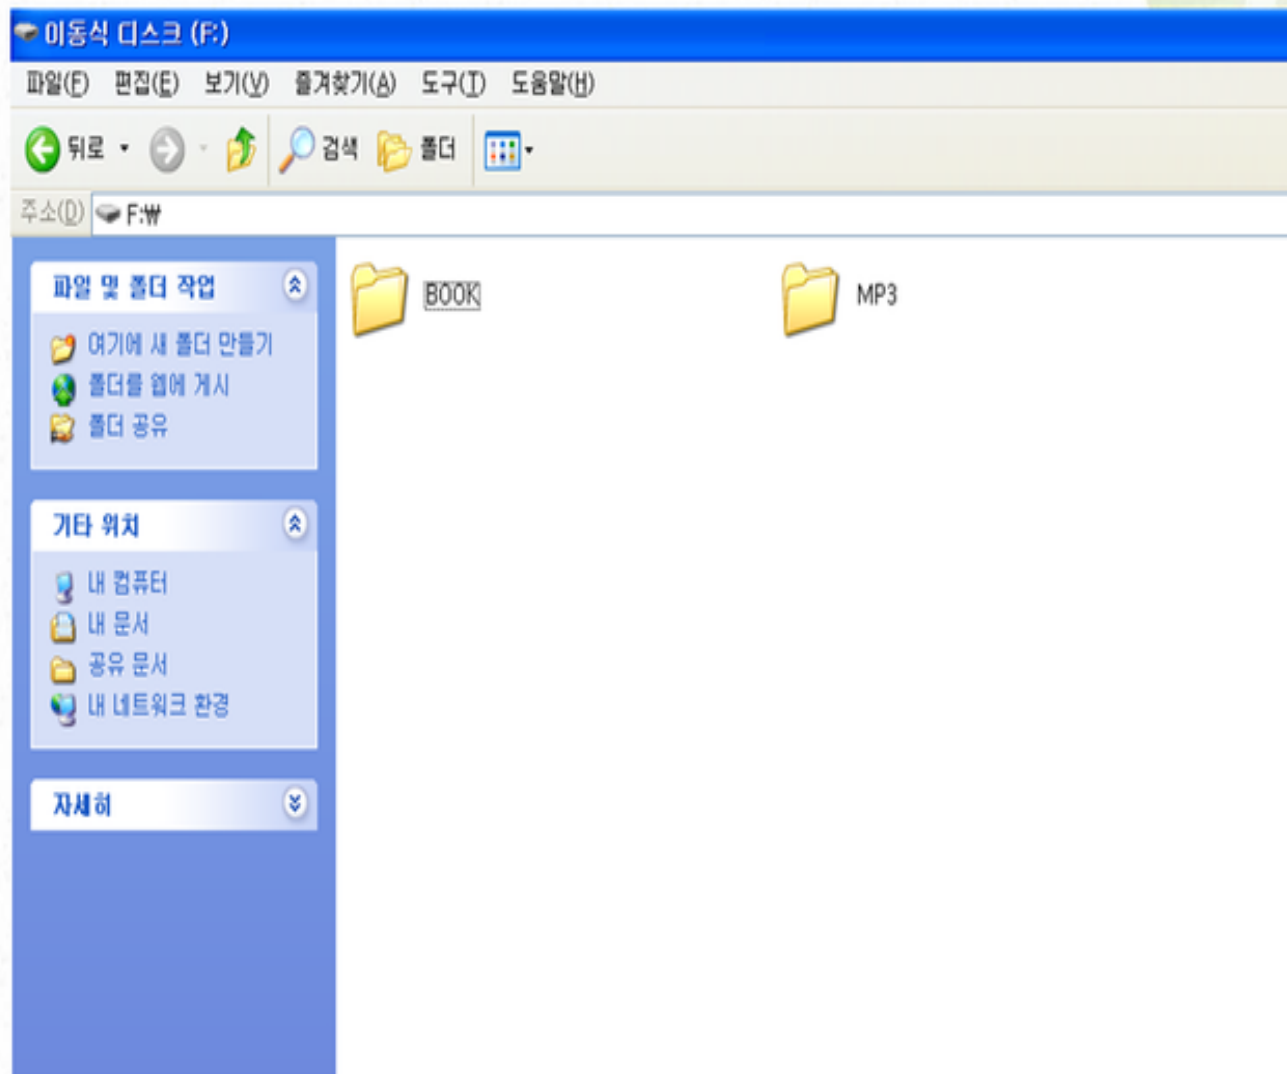 이동식 디스크 (F:)
파일(F) 편집(E) 보기(V) 즐겨찾기(A) 도구(T) 도움말(H)
뒤로 검색 폴더
주소(D) F:₩
파일 및 폴더 작업
여기에 새 폴더 만들기
폴더를 웹에 게시
폴더 공유
기타 위치
내 컴퓨터
내 문서
공유 문서
내 네트워크 환경
자세히
BOOK
MP3